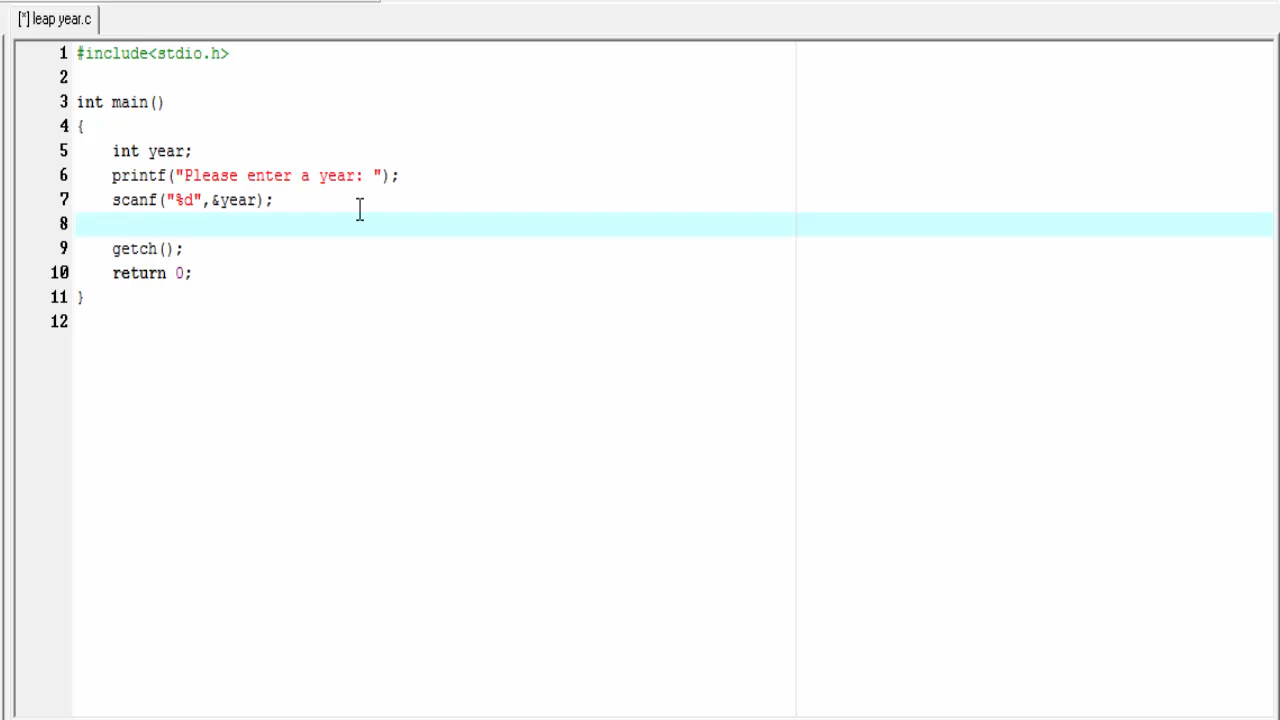 [*] leap year.c
1 #include<stdio.h>
2
3 int main()
4 {
5 int year;
6 printf("Please enter a year: ");
7 scanf("%d",&year);
8
9 getch();
10 return 0;
11 }
12